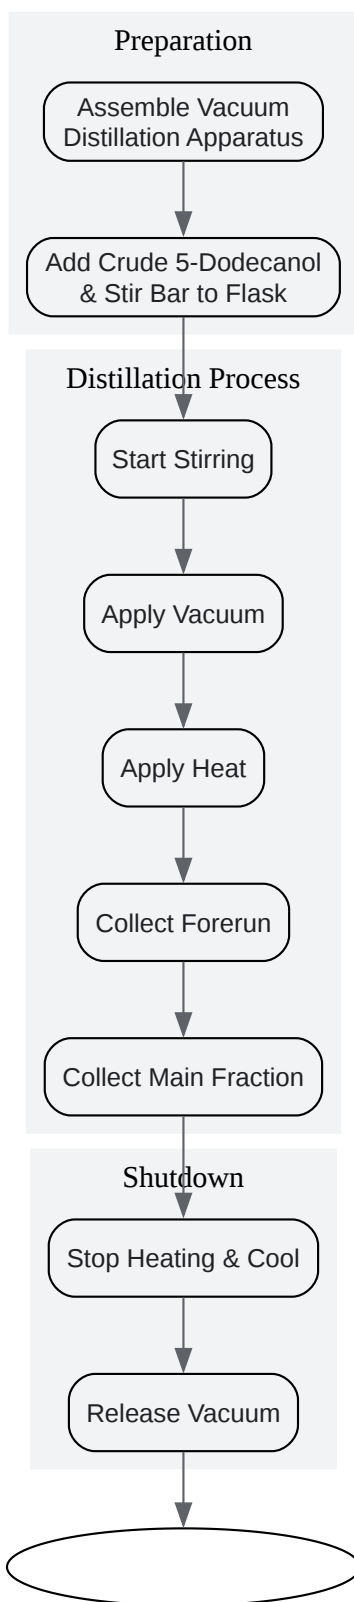 Preparation
Assemble Vacuum
Distillation Apparatus
Add Crude 5-Dodecanol
& Stir Bar to Flask
Distillation Process
Start Stirring
Apply Vacuum
Apply Heat
Collect Forerun
Collect Main Fraction
Shutdown
Stop Heating & Cool
Release Vacuum